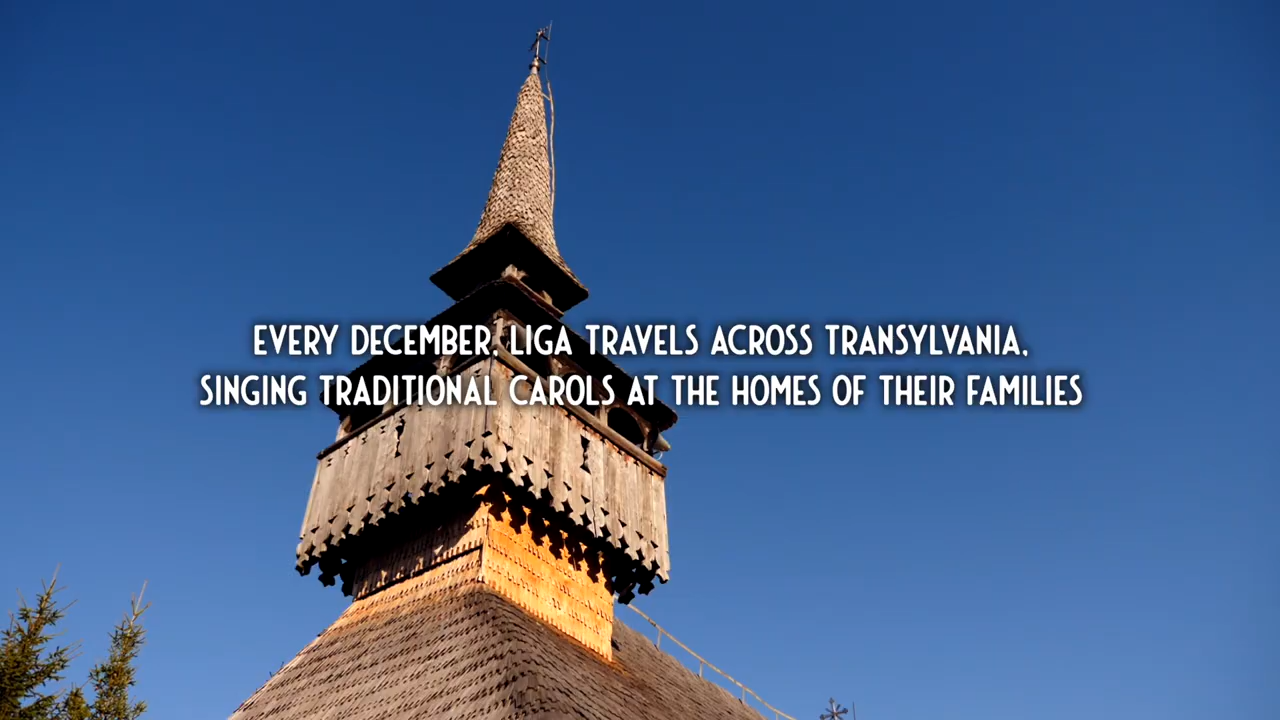 EVERY DECEMBER, LIGA TRAVELS ACROSS TRANSYLVANIA,
SINGING TRADITIONAL CAROLS AT THE HOMES OF THEIR FAMILIES